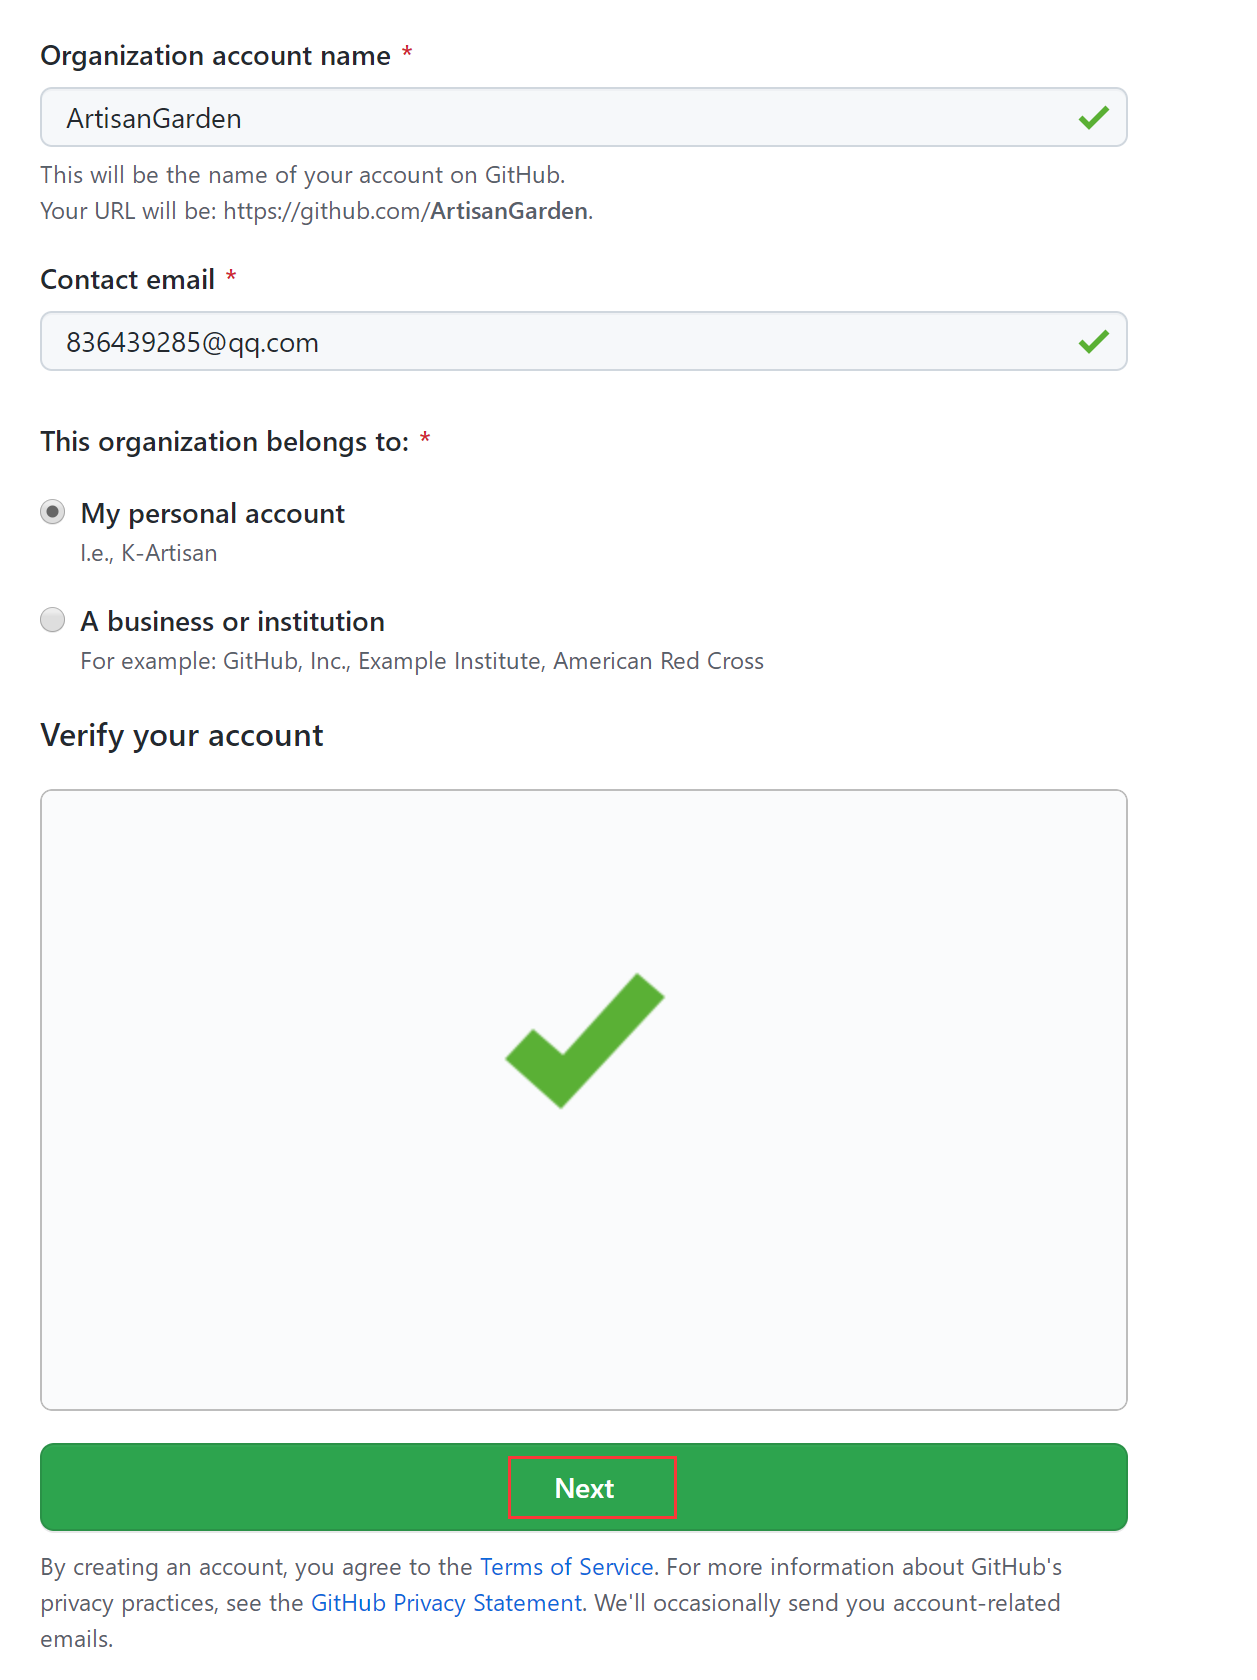 Organization account name *
ArtisanGarden
This will be the name of your account on GitHub.
Your URL will be: https://github.com/ArtisanGarden.
Contact email *
836439285@qq.com
This organization belongs to: *
My personal account
I.e., K-Artisan
A business or institution
For example: GitHub, Inc., Example Institute, American Red Cross
Verify your account
Next
By creating an account, you agree to the Terms of Service. For more information about GitHub's
privacy practices, see the GitHub Privacy Statement. We'll occasionally send you account-related
emails.